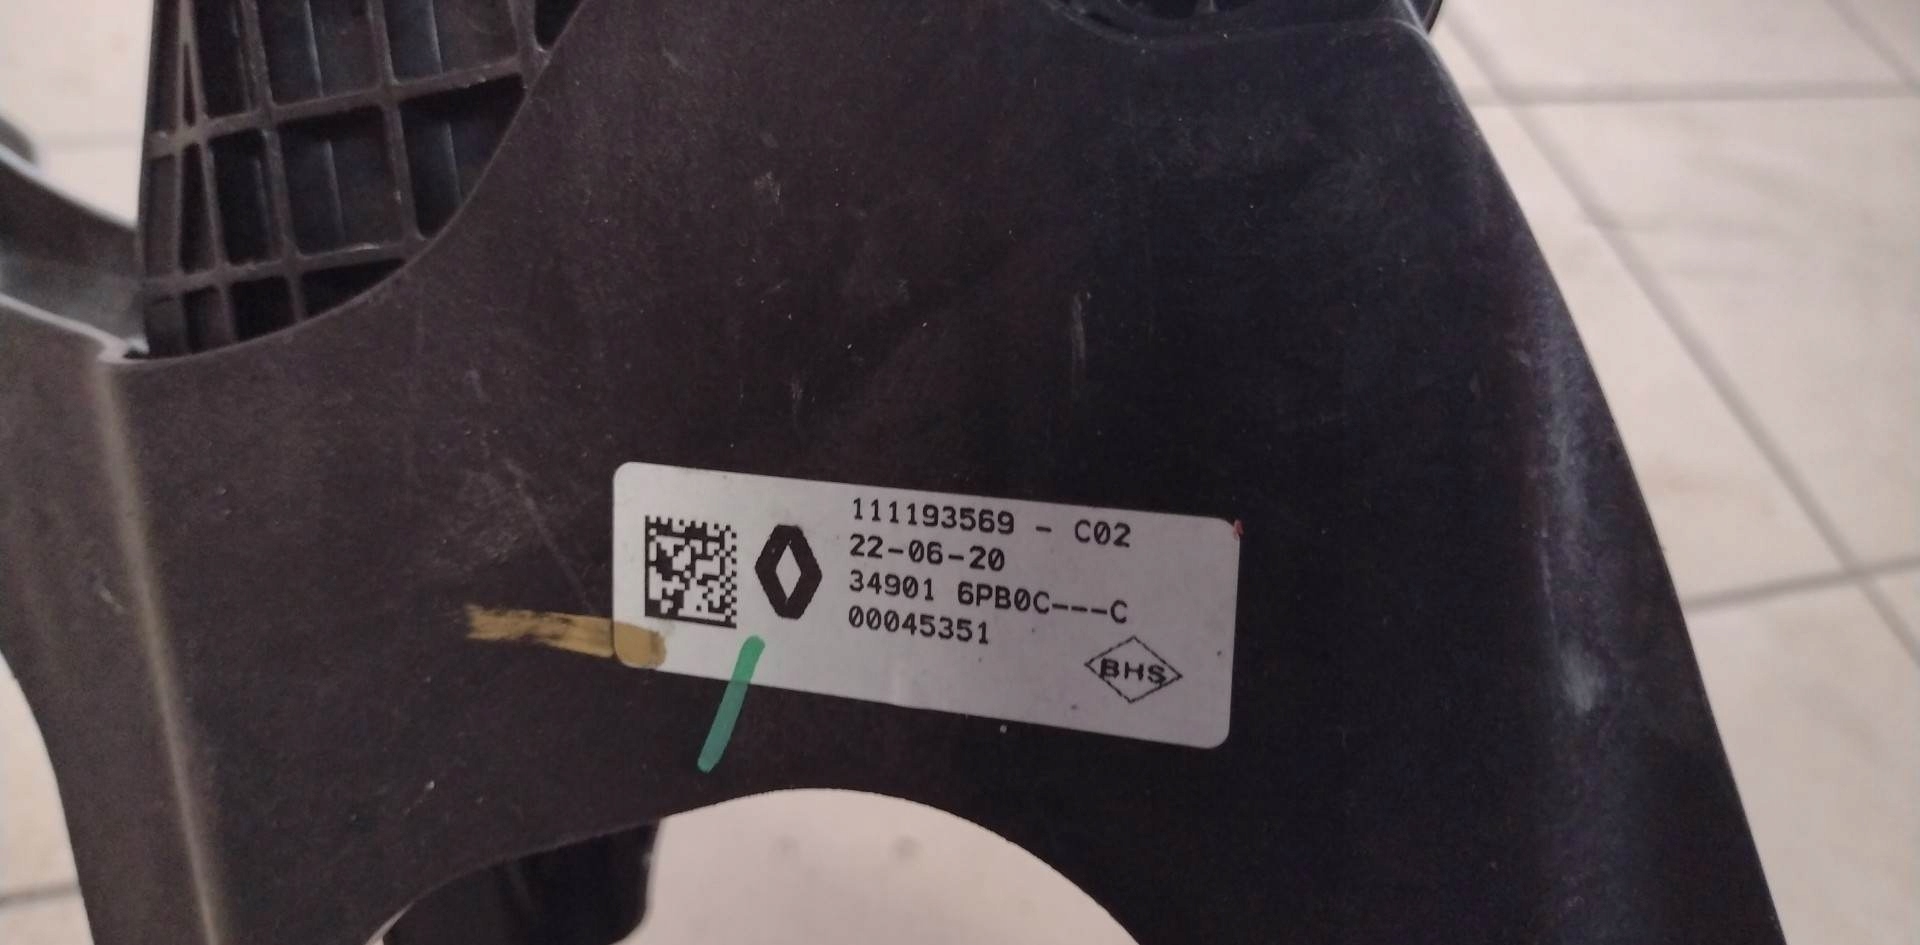 111193569 - C02
22-06-20
34901 6PB0C---C
00045351
BHS